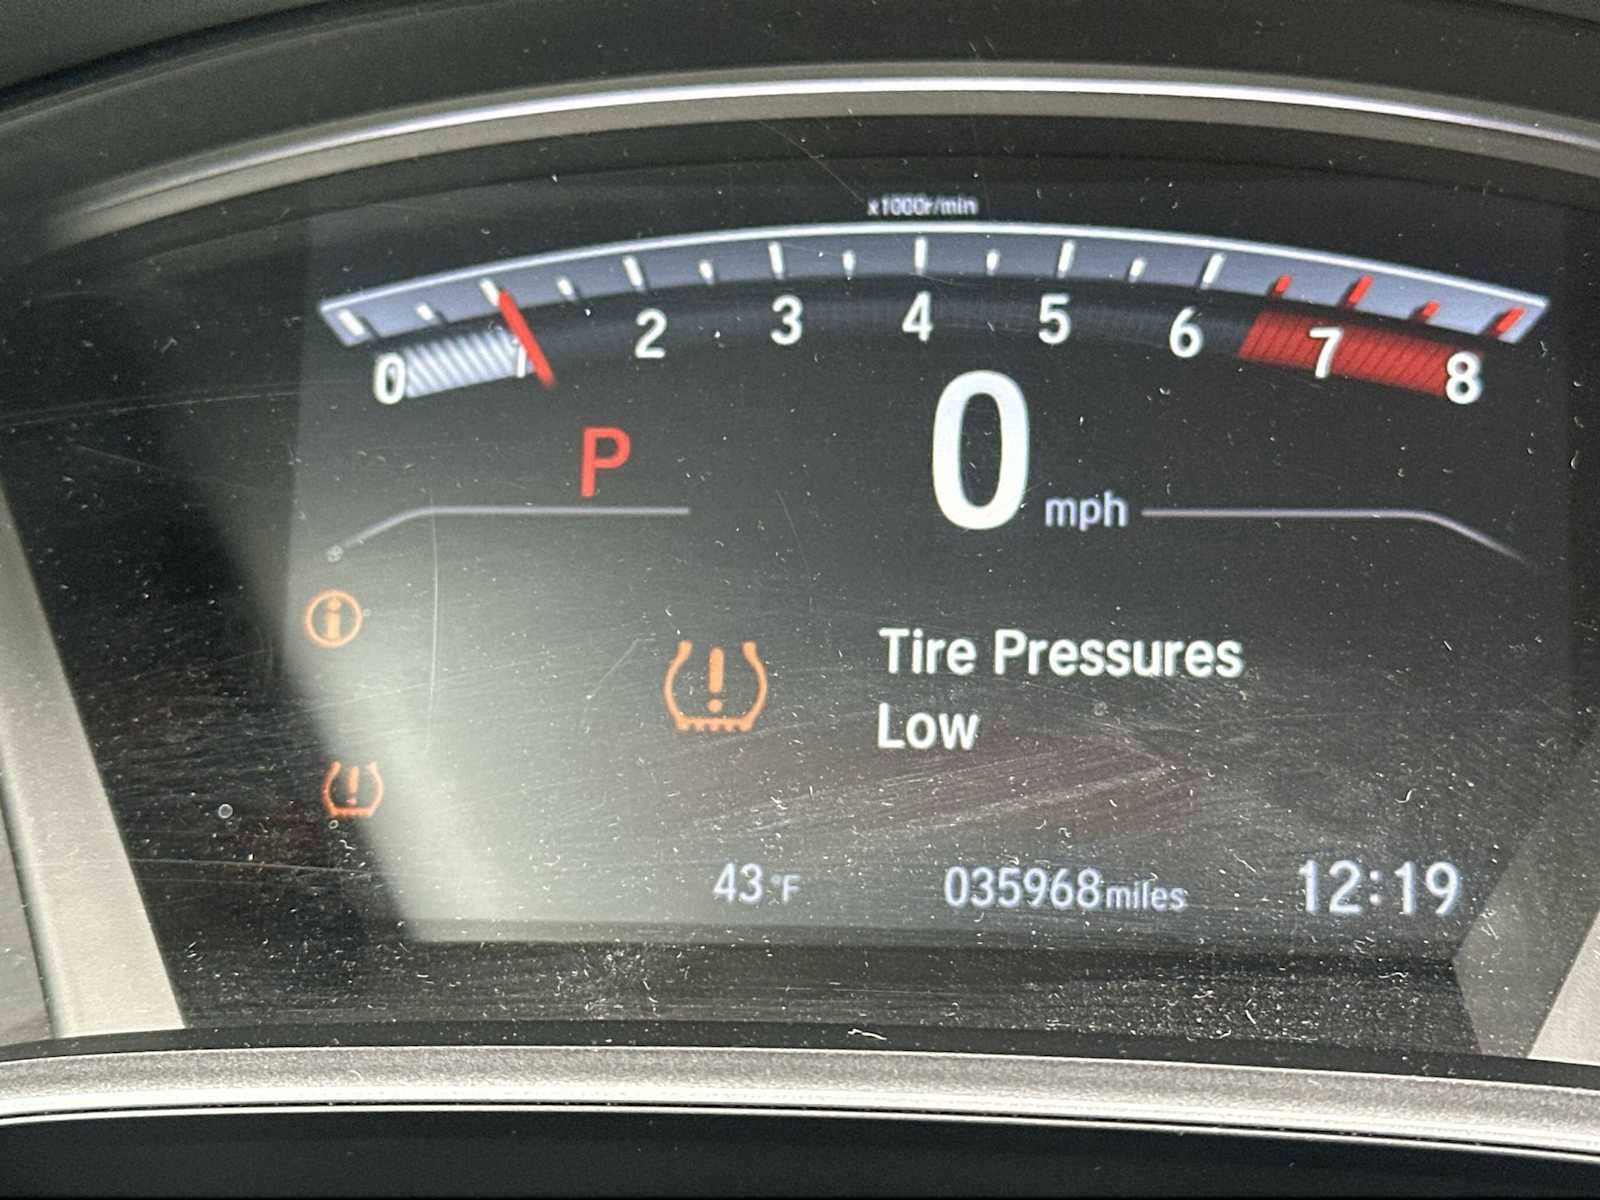 x1000r/min
0 1 2 3 4 5 6 7 8
P
0 mph
Tire Pressures
Low
43°F 035968miles 12:19